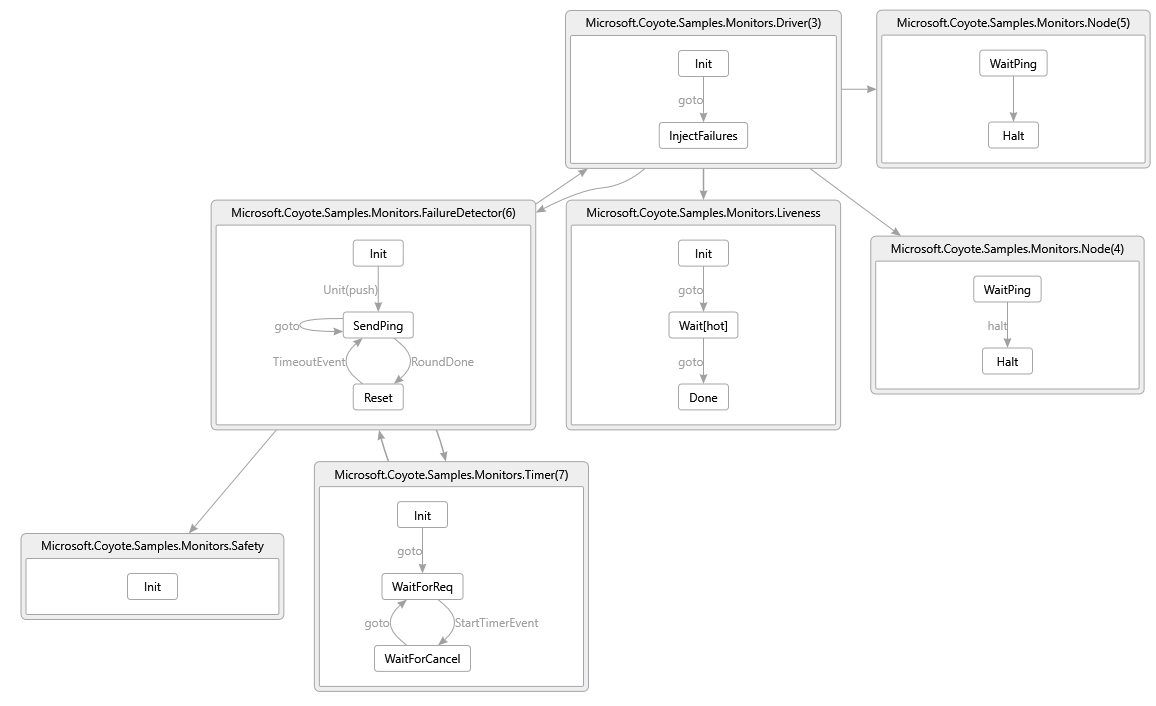 Microsoft.Coyote.Samples.Monitors.Driver(3)
Init
goto
InjectFailures
Microsoft.Coyote.Samples.Monitors.Node(5)
WaitPing
Halt
Microsoft.Coyote.Samples.Monitors.FailureDetector(6)
Init
Unit(push)
goto
SendPing
TimeoutEvent
RoundDone
Reset
Microsoft.Coyote.Samples.Monitors.Liveness
Init
goto
Wait[hot]
goto
Done
Microsoft.Coyote.Samples.Monitors.Node(4)
WaitPing
halt
Halt
Microsoft.Coyote.Samples.Monitors.Safety
Init
Microsoft.Coyote.Samples.Monitors.Timer(7)
Init
goto
WaitForReq
goto
StartTimerEvent
WaitForCancel